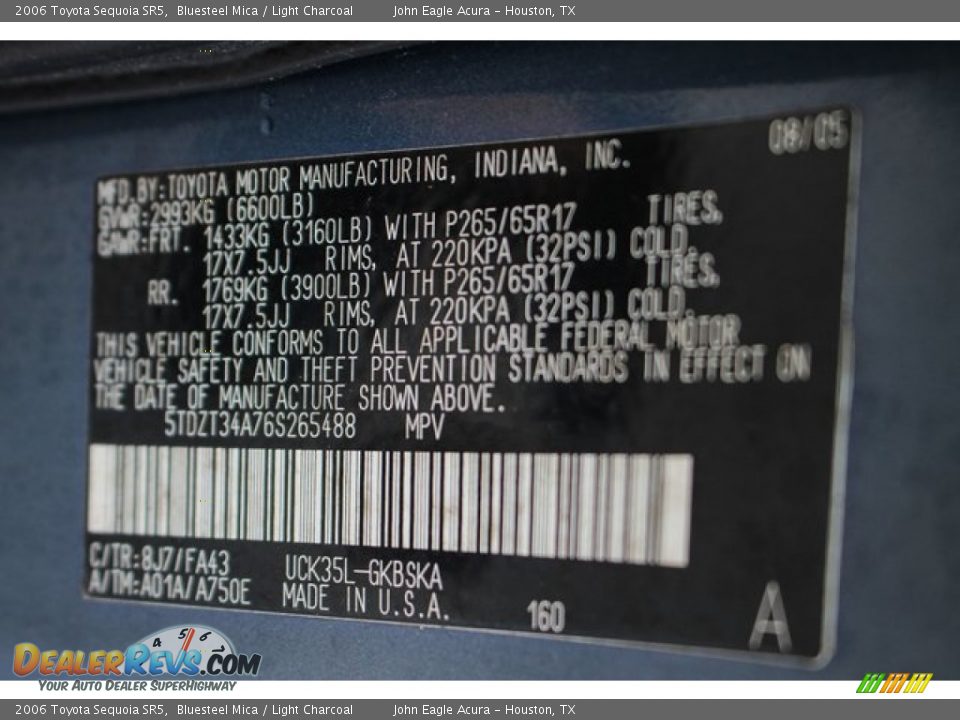 2006 Toyota Sequoia SR5, Bluesteel Mica / Light Charcoal John Eagle Acura - Houston, TX
08/05
MFD. BY: TOYOTA MOTOR MANUFACTURING, INDIANA, INC.
GVWR: 2993KG (6600LB)
GAWR: FRT. 1433KG (3160LB) WITH P265/65R17 TIRES,
17X7.5JJ RIMS, AT 220KPA (32PSI) COLD.
RR. 1769KG (3900LB) WITH P265/65R17 TIRES,
17X7.5JJ RIMS, AT 220KPA (32PSI) COLD.
THIS VEHICLE CONFORMS TO ALL APPLICABLE FEDERAL MOTOR
VEHICLE SAFETY AND THEFT PREVENTION STANDARDS IN EFFECT ON
THE DATE OF MANUFACTURE SHOWN ABOVE.
5TDZT34A76S265488 MPV
C/TR: 8J7/FA43 UCK35L-GKBSKA
A/TM: A01A/A750E MADE IN U.S.A. 160 A
4 5 6
DEALERREVS.COM
YOUR AUTO DEALER SUPERHIGHWAY
2006 Toyota Sequoia SR5, Bluesteel Mica / Light Charcoal John Eagle Acura - Houston, TX